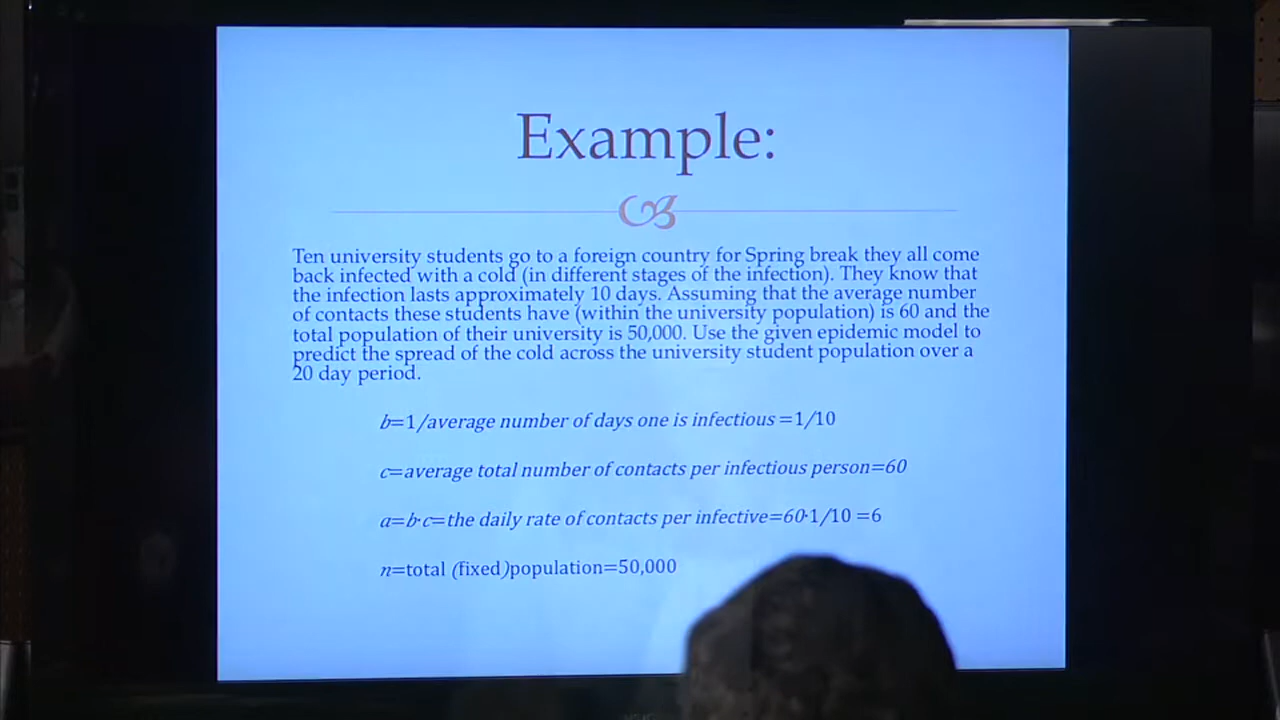 Example:
Ten university students go to a foreign country for Spring break they all come
back infected with a cold (in different stages of the infection). They know that
the infection lasts approximately 10 days. Assuming that the average number
of contacts these students have (within the university population) is 60 and the
total population of their university is 50,000. Use the given epidemic model to
predict the spread of the cold across the university student population over a
20 day period.
b=1/average number of days one is infectious =1/10
c=average total number of contacts per infectious person=60
a=b·c=the daily rate of contacts per infective=60·1/10 =6
n=total (fixed)population=50,000